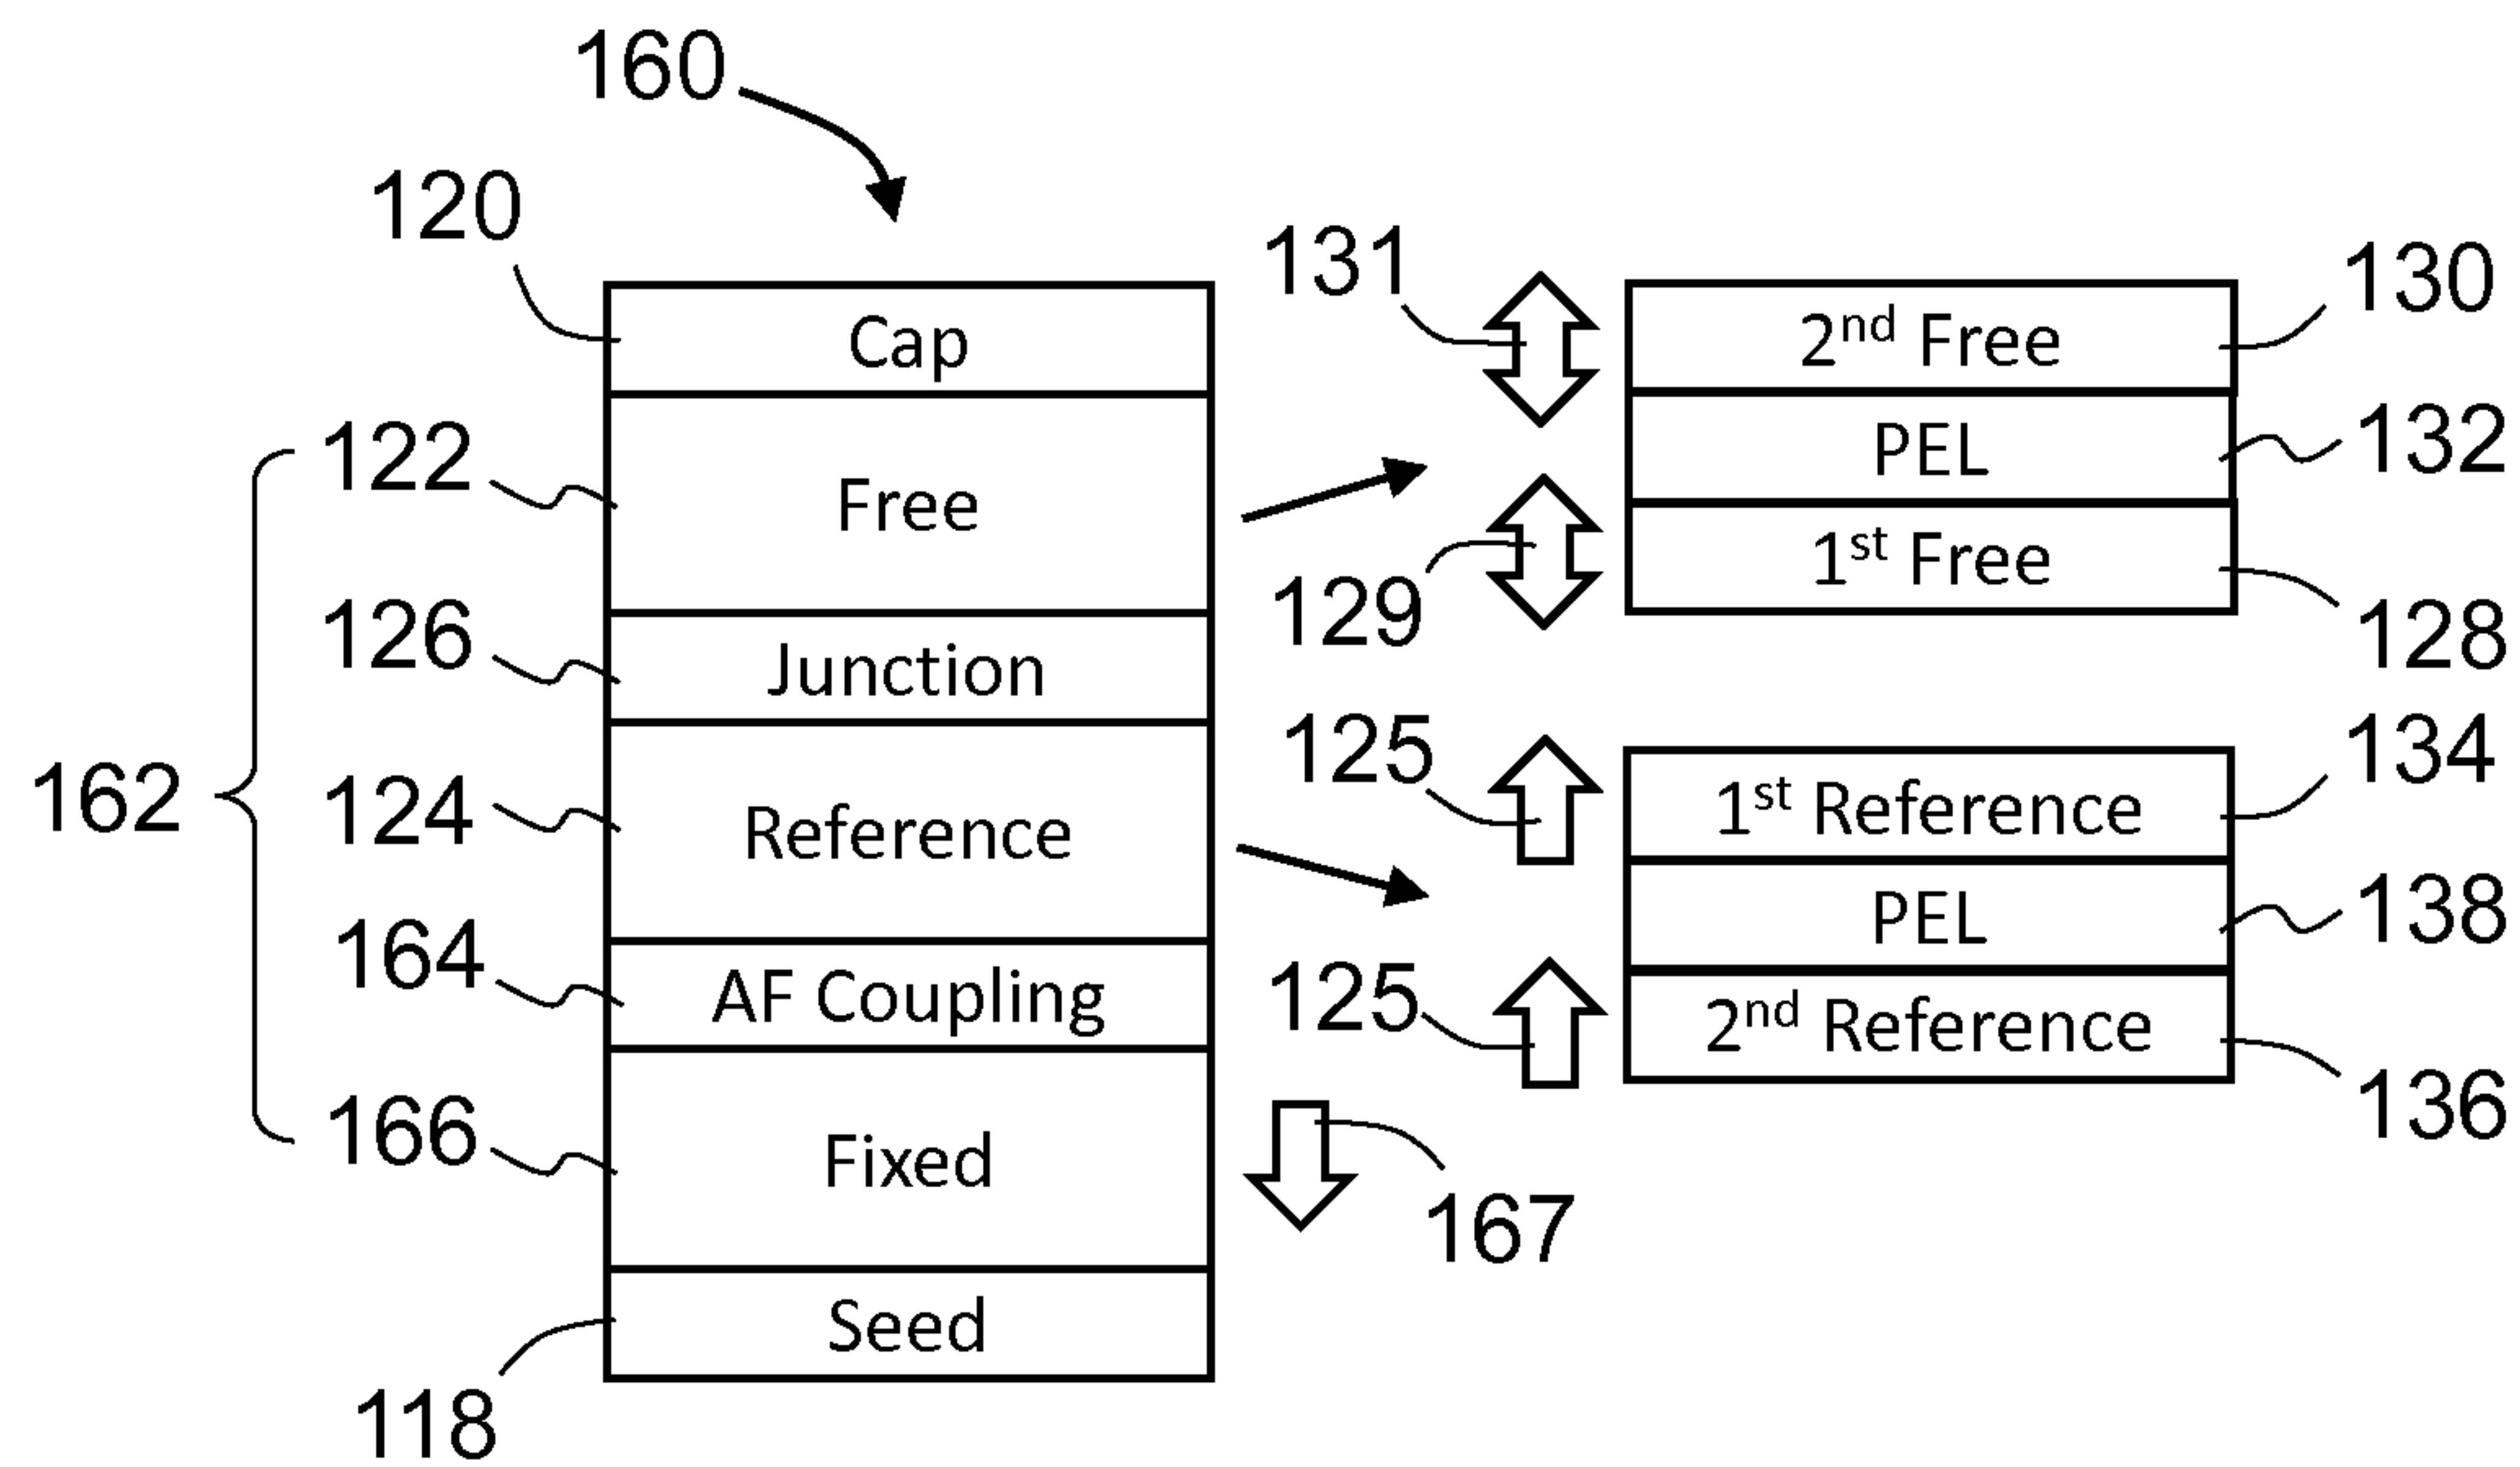 160
120
Cap
122
Free
126
Junction
162
124
Reference
164
AF Coupling
166
Fixed
167
Seed
118
131
2nd Free
130
PEL
132
129
1st Free
128
125
1st Reference
134
PEL
138
125
2nd Reference
136